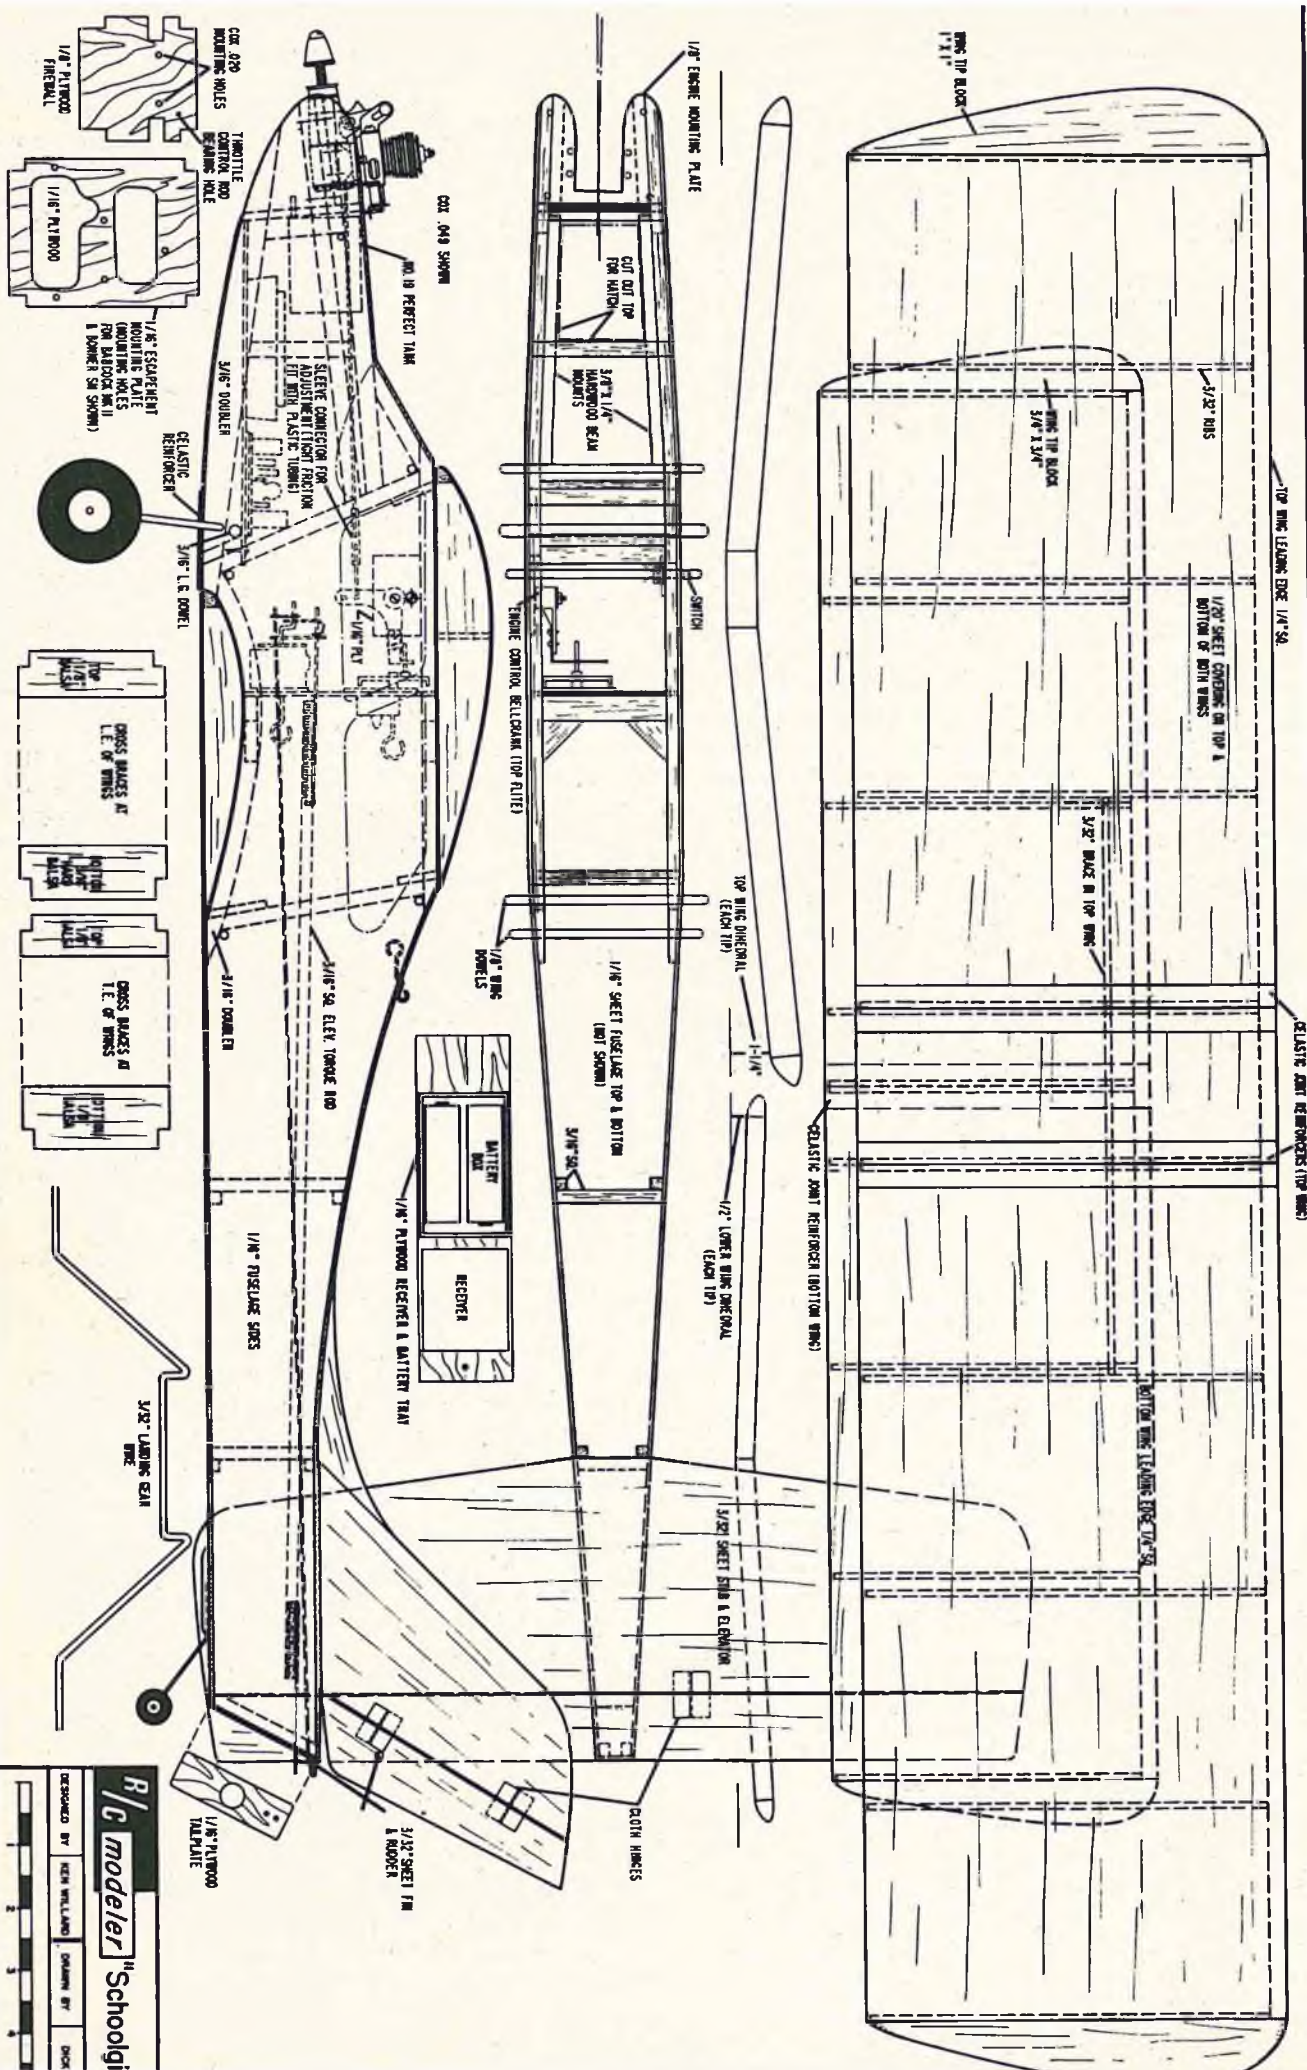 WING TIP BLOCK
1" X 1"
TOP WING LEADING EDGE 1/4" SQ.
3/32" RIBS
WING TIP BLOCK
3/4" X 3/4"
1/20" SHEET COVERING ON TOP &
BOTTOM OF BOTH WINGS
3/32" BRACE IN TOP WING
CELASTIC JOINT REINFORCERS (TOP WING)
CELASTIC JOINT REINFORCER (BOTTOM WING)
BOTTOM WING LEADING EDGE 1/4" SQ.
TOP WING DIHEDRAL
(EACH TIP)
1-1/4"
1/2" LOWER WING DIHEDRAL
(EACH TIP)
1/8" ENGINE MOUNTING PLATE
CUT OUT TOP
FOR HATCH
3/8" X 1/4"
HARDWOOD BEAM
MOUNTS
SWITCH
ENGINE CONTROL BELLCRANK (TOP FLITE)
1/8" WING
DOWELS
1/16" SHEET FUSELAGE TOP & BOTTOM
(NOT SHOWN)
3/16" SQ.
3/32" SHEET STAB & ELEVATOR
CLOTH HINGES
BATTERY
BOX
RECEIVER
1/16" PLYWOOD RECEIVER & BATTERY TRAY
COX .049 SHOWN
NO. 19 PERFECT TANK
SLEEVE CONNECTOR FOR
ADJUSTMENT (TIGHT FRICTION
FIT WITH PLASTIC TUBING)
3/16" DOUBLER
CELASTIC
REINFORCER
3/16" L.G. DOWEL
1/16" PLY
3/16" DOUBLER
3/16" SQ. ELEV. TORQUE ROD
1/16" FUSELAGE SIDES
3/32" LANDING GEAR
WIRE
1/16" PLYWOOD
TAILPLATE
3/32" SHEET FIN
& RUDDER
COX .020
MOUNTING HOLES
1/8" PLYWOOD
FIREWALL
THROTTLE
CONTROL ROD
BEARING HOLE
1/16" PLYWOOD
1/16" ESCAPEMENT
MOUNTING PLATE
(MOUNTING HOLES
FOR BABCOCK MK II
& BONNER SN SHOWN)
TOP
1/8"
BALSA
CROSS BRACES AT
L.E. OF WINGS
BOTTOM
3/16"
HARD
BALSA
TOP
1/8"
BALSA
CROSS BRACES AT
T.E. OF WINGS
BOTTOM
1/8"
BALSA
R/C modeler "Schoolgi
DESIGNED BY KEN WILLARD DRAWN BY DICK
1 2 3 4